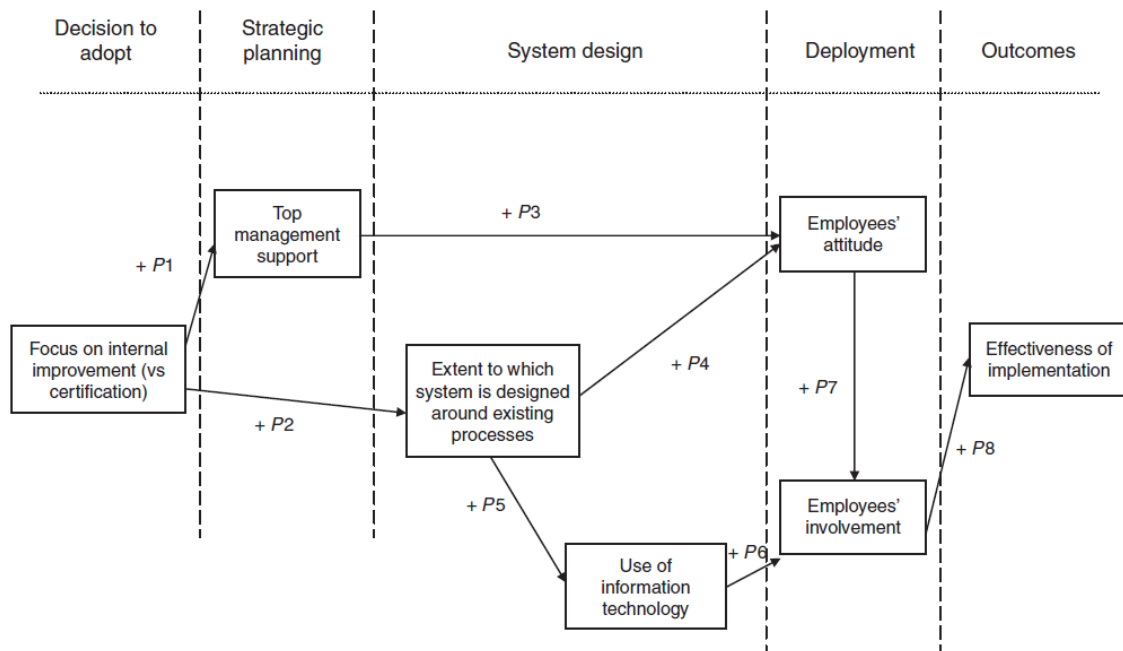 Decision to
adopt
Strategic
planning
System design
Deployment
Outcomes
Top
management
support
+ P3
Employees’
attitude
+ P1
Focus on internal
improvement (vs
certification)
+ P2
Extent to which
system is designed
around existing
processes
+ P4
+ P7
Effectiveness of
implementation
+ P8
+ P5
Employees’
involvement
Use of
information
technology
+ P6